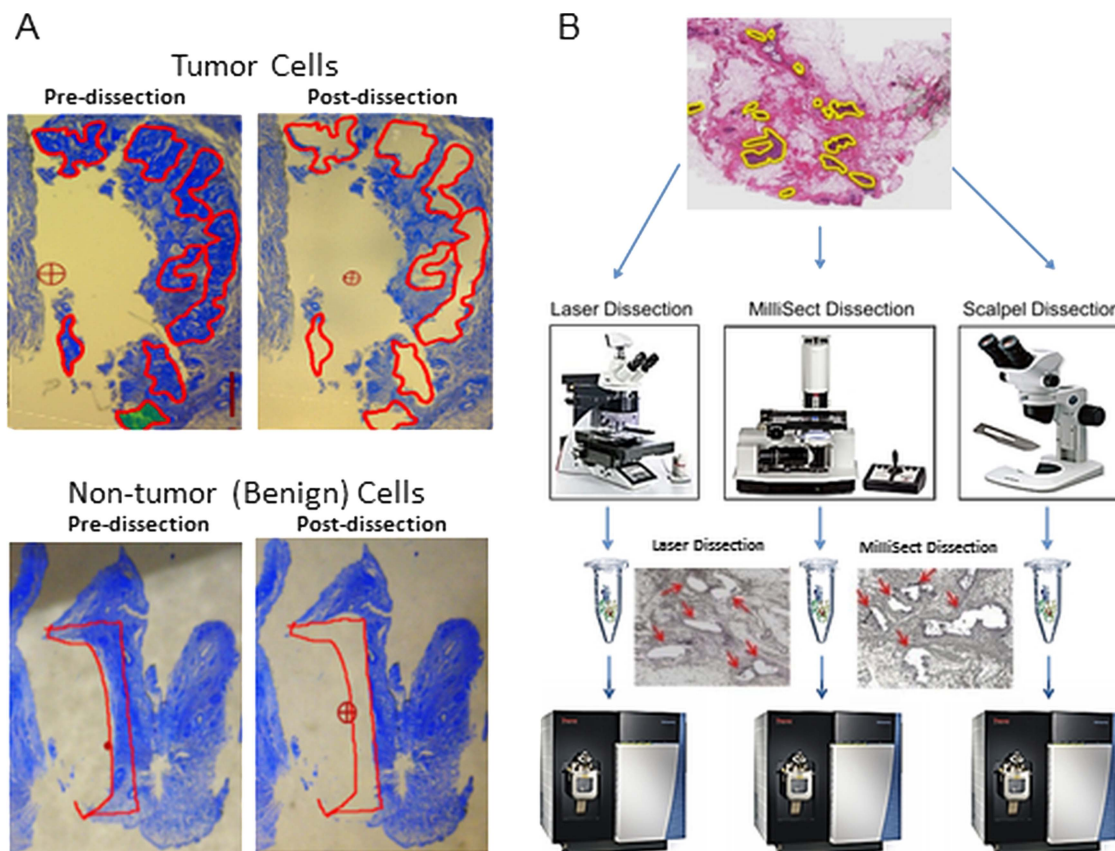 A
Tumor Cells
Pre-dissection
Post-dissection
Non-tumor (Benign) Cells
Pre-dissection
Post-dissection
B
Laser Dissection
MilliSect Dissection
Scalpel Dissection
Laser Dissection
MilliSect Dissection